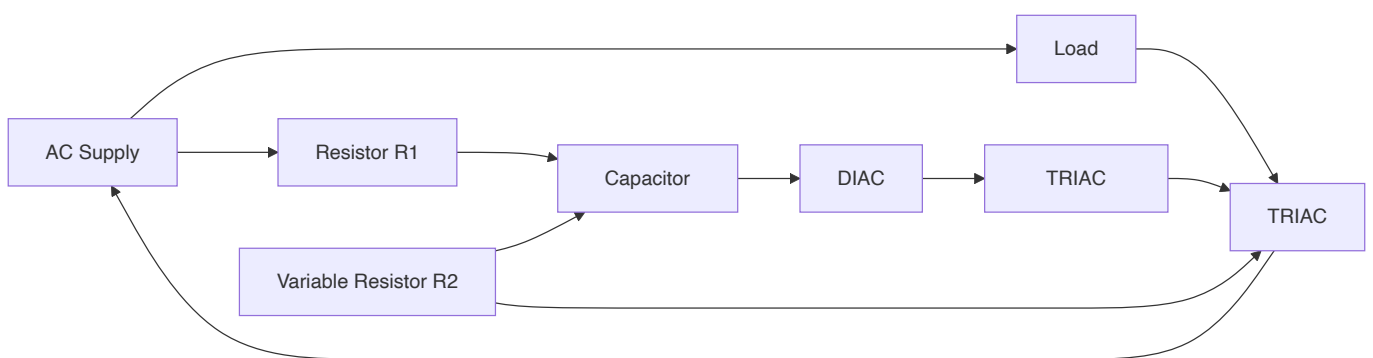 Load
AC Supply
Resistor R1
Capacitor
DIAC
TRIAC
TRIAC
Variable Resistor R2